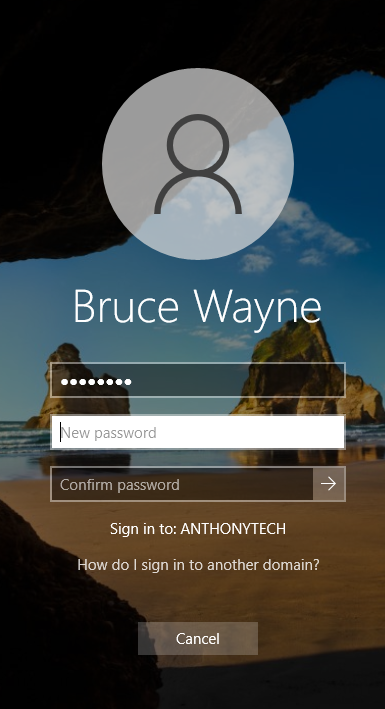 Bruce Wayne
New password
Confirm password
Sign in to: ANTHONYTECH
How do I sign in to another domain?
Cancel